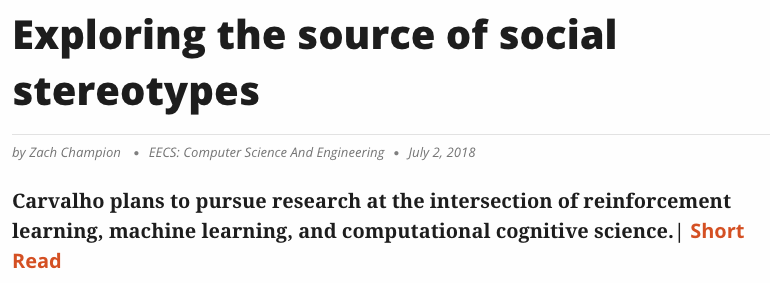 Exploring the source of social
stereotypes
by Zach Champion • EECS: Computer Science And Engineering • July 2, 2018
Carvalho plans to pursue research at the intersection of reinforcement
learning, machine learning, and computational cognitive science.| Short
Read